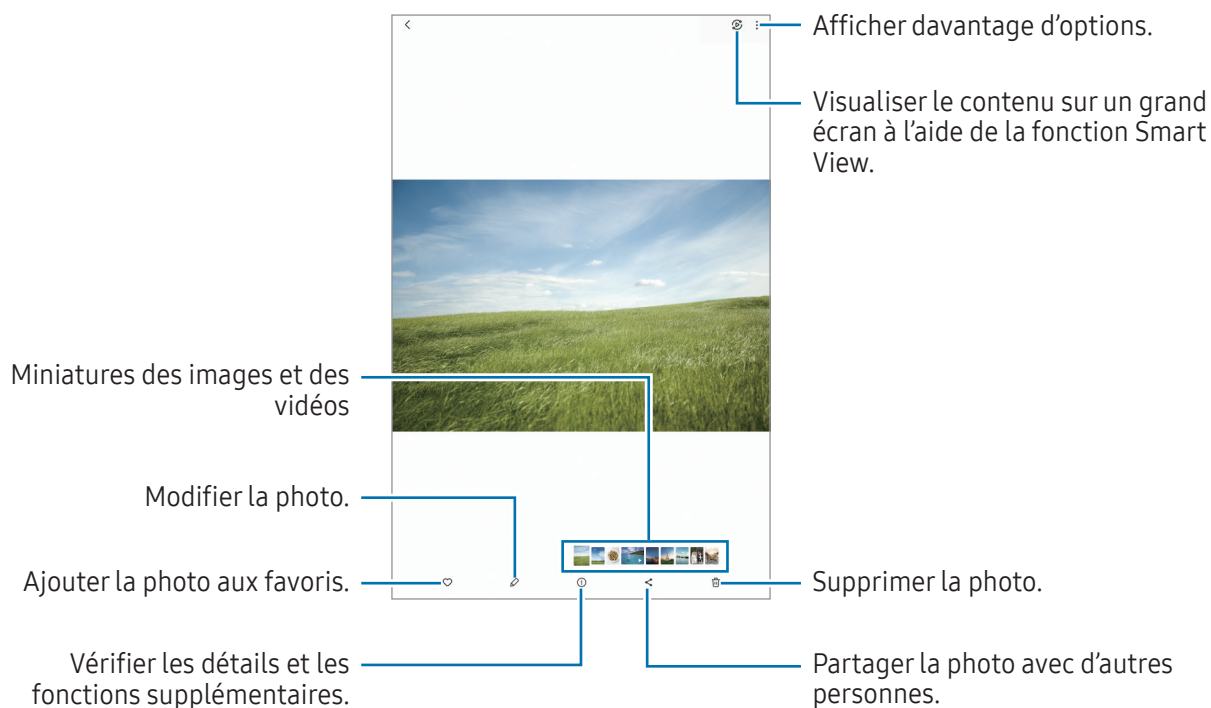 Afficher davantage d’options.
Visualiser le contenu sur un grand
écran à l’aide de la fonction Smart
View.
Miniatures des images et des
vidéos
Modifier la photo.
Ajouter la photo aux favoris.
Supprimer la photo.
Vérifier les détails et les
fonctions supplémentaires.
Partager la photo avec d’autres
personnes.